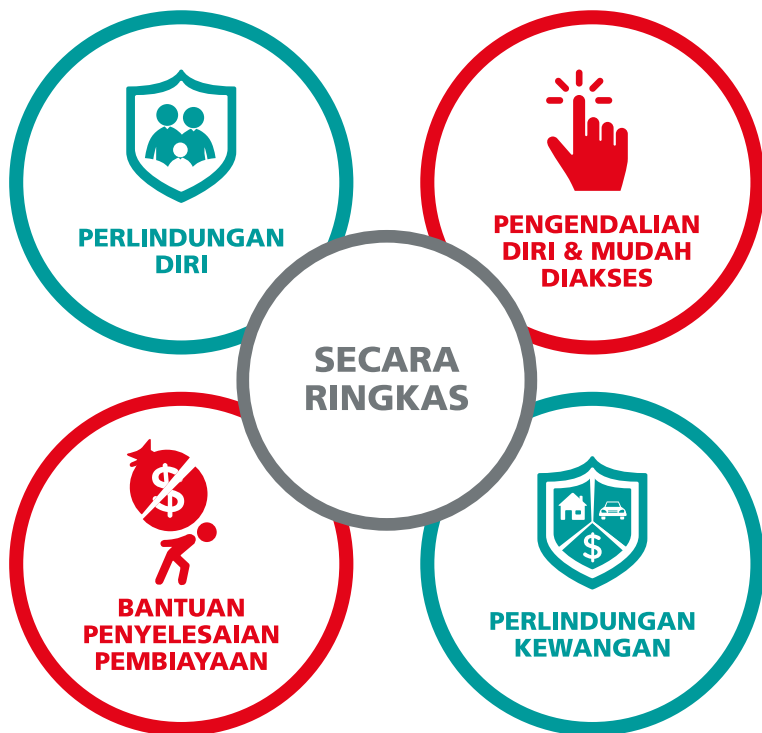 PERLINDUNGAN
DIRI
PENGENDALIAN
DIRI & MUDAH
DIAKSES
SECARA
RINGKAS
$
BANTUAN
PENYELESAIAN
PEMBIAYAAN
$
PERLINDUNGAN
KEWANGAN